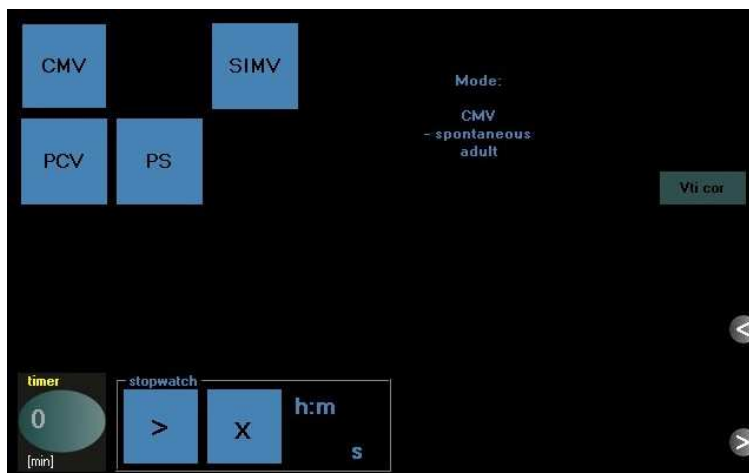 CMV
SIMV
Mode:
CMV
- spontaneous
adult
PCV
PS
Vti cor
<
timer
0
[min]
stopwatch
>
x
h:m
s
>